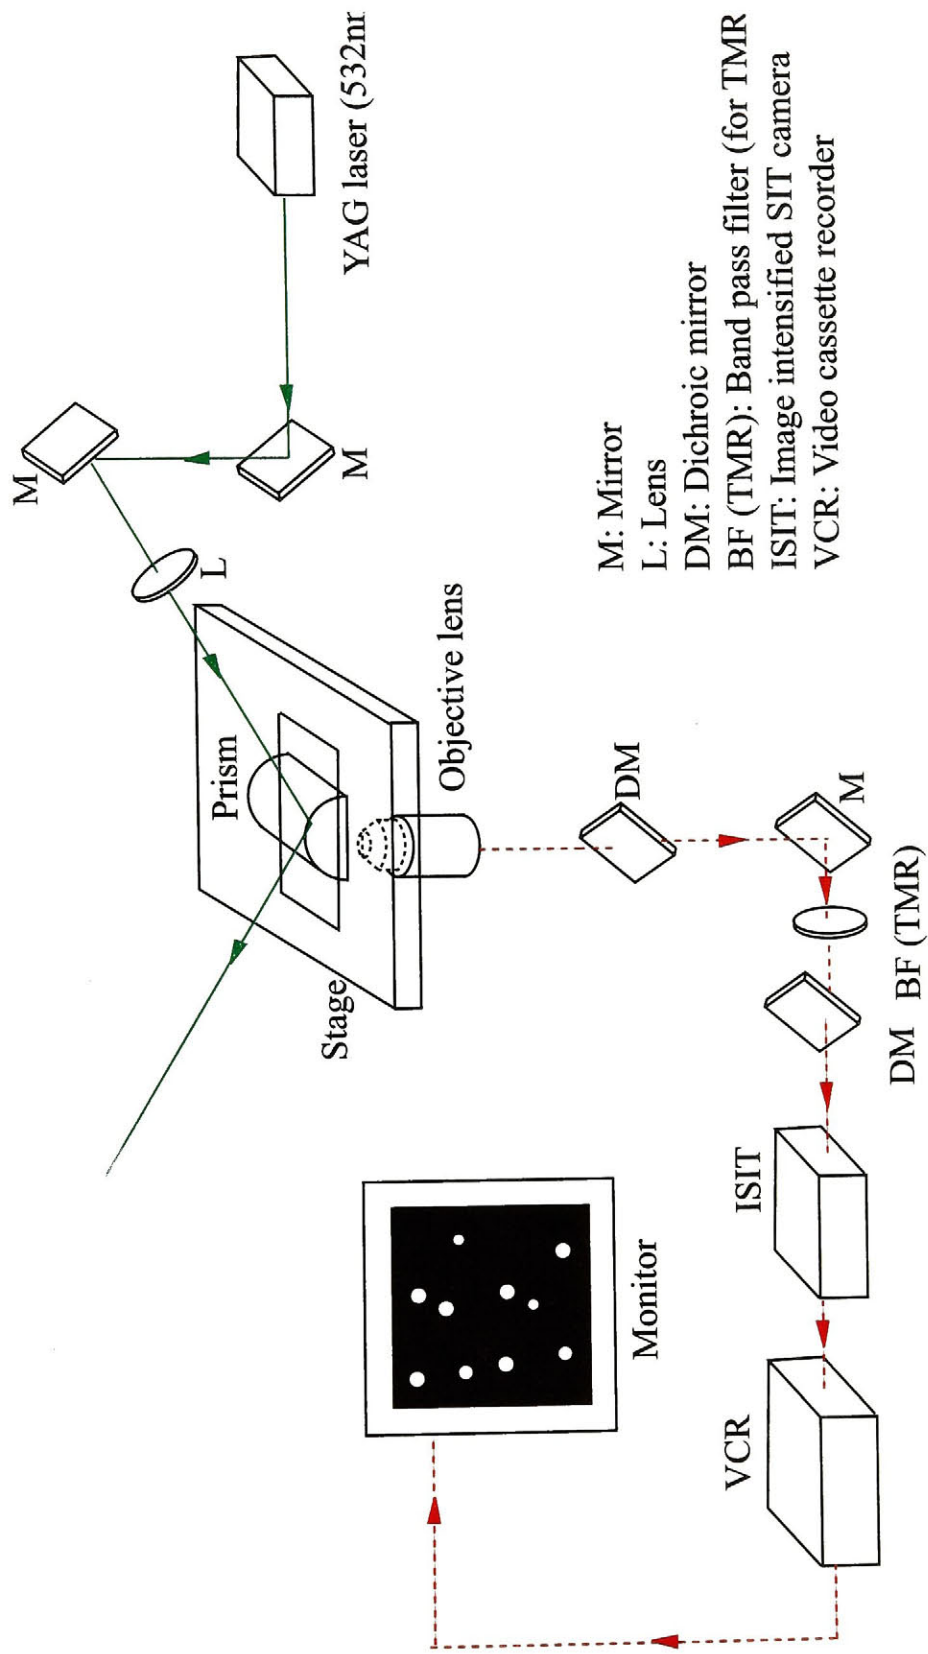 YAG laser (532nr
M
M
L
Prism
Objective lens
Stage
DM
M
BF (TMR)
DM
ISIT
VCR
Monitor
M: Mirror
L: Lens
DM: Dichroic mirror
BF (TMR): Band pass filter (for TMR
ISIT: Image intensified SIT camera
VCR: Video cassette recorder